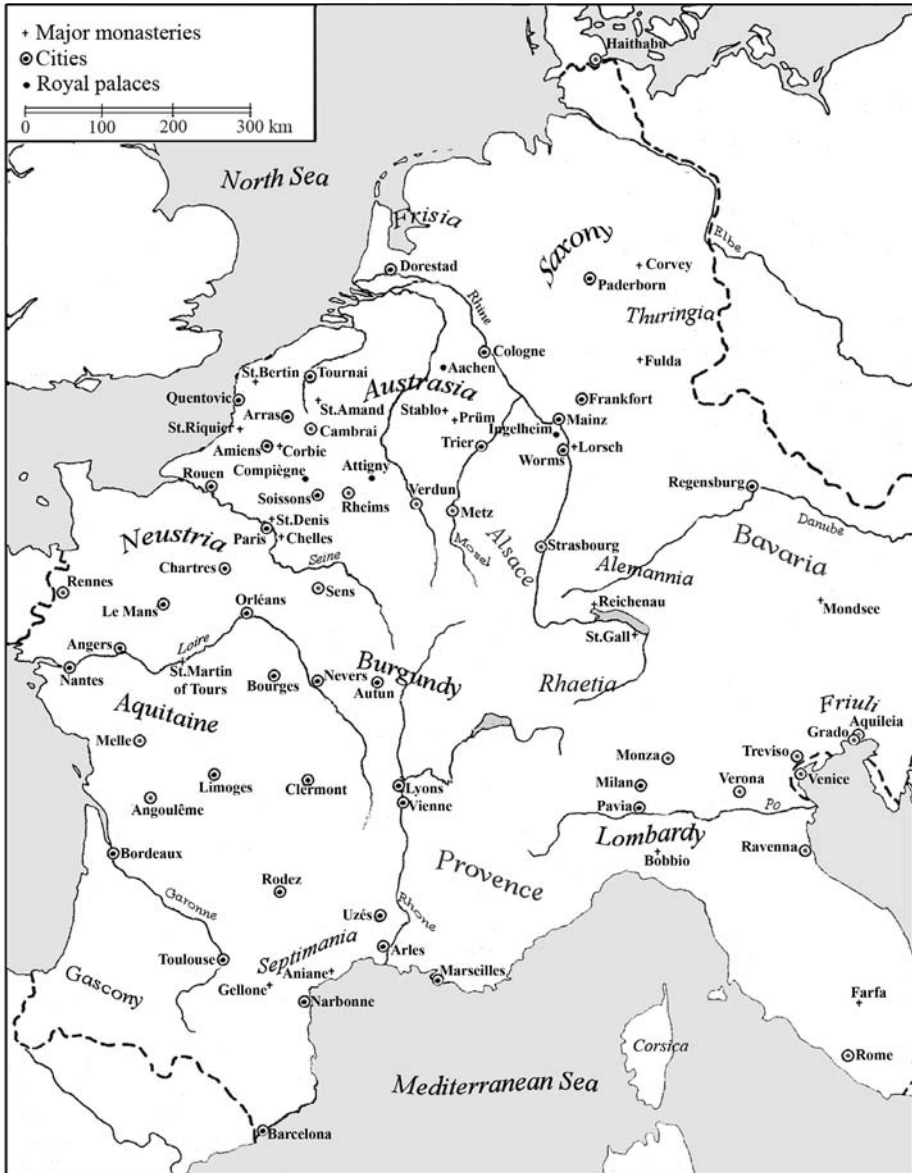 + Major monasteries
◉ Cities
• Royal palaces
0 100 200 300 km
Haithabu
North Sea
Frisia
Saxony
Elbe
Corvey
Dorestad
Paderborn
Rhine
Thuringia
Cologne
Fulda
St.Bertin
Tournai
Aachen
Austrasia
Quentovic
St.Amand
Stablo
Prüm
Frankfort
Arras
Mainz
St.Riquier
Cambrai
Ingelheim
Amiens
Corbie
Trier
Lorsch
Worms
Compiègne
Attigny
Rouen
Soissons
Rheims
Verdun
Metz
Regensburg
St.Denis
Paris
Chelles
Danube
Neustria
Mosel
Alsace
Strasbourg
Bavaria
Chartres
Seine
Alemannia
Rennes
Sens
Reichenau
Mondsee
Le Mans
Orléans
St.Gall
Angers
Loire
Burgundy
Nantes
St.Martin
of Tours
Bourges
Nevers
Autun
Rhaetia
Aquitaine
Friuli
Aquileia
Grado
Melle
Monza
Treviso
Limoges
Clermont
Lyons
Milan
Verona
Venice
Angoulême
Vienne
Pavia
Po
Lombardy
Bordeaux
Bobbio
Ravenna
Provence
Rodez
Garonne
Uzés
Rhone
Septimania
Toulouse
Arles
Aniane
Marseilles
Gascony
Gellone
Narbonne
Farfa
Corsica
Rome
Mediterranean Sea
Barcelona